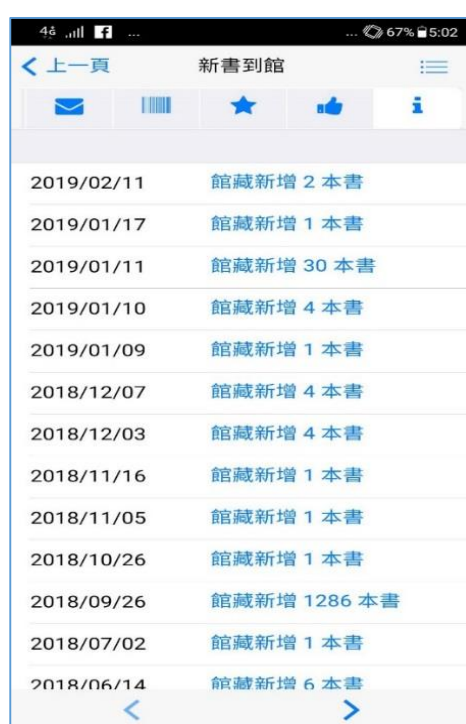 4G ...
... 67% 5:02
上一頁 新書到館
2019/02/11 館藏新增 2 本書
2019/01/17 館藏新增 1 本書
2019/01/11 館藏新增 30 本書
2019/01/10 館藏新增 4 本書
2019/01/09 館藏新增 1 本書
2018/12/07 館藏新增 4 本書
2018/12/03 館藏新增 4 本書
2018/11/16 館藏新增 1 本書
2018/11/05 館藏新增 1 本書
2018/10/26 館藏新增 1 本書
2018/09/26 館藏新增 1286 本書
2018/07/02 館藏新增 1 本書
2018/06/14 館藏新增 6 本書